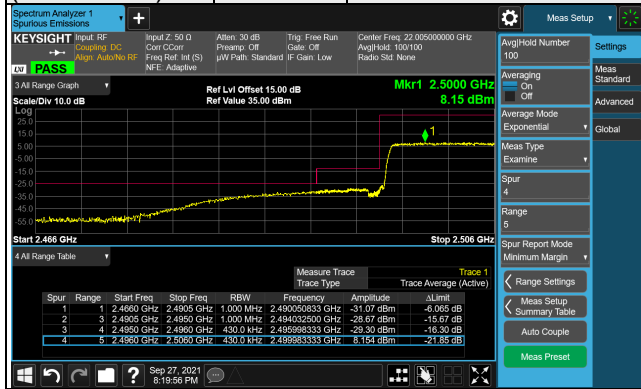 Spectrum Analyzer 1
Spurious Emissions
+
Meas Setup
KEYSIGHT Input: RF
Coupling: DC
Align: Auto/No RF
Input Z: 50 Ω
Corr CCorr
Freq Ref: Int (S)
NFE: Adaptive
Atten: 30 dB
Preamp: Off
µW Path: Standard
Trig: Free Run
Gate: Off
IF Gain: Low
Center Freq: 22.005000000 GHz
Avg|Hold: 100/100
Radio Std: None
LXI PASS
3 All Range Graph
Scale/Div 10.0 dB
Ref Lvl Offset 15.00 dB
Ref Value 35.00 dBm
Mkr1 2.5000 GHz
8.15 dBm
Log
25.0
15.0
5.00
-5.00
-15.0
-25.0
-35.0
-45.0
-55.0
1
Start 2.466 GHz
Stop 2.506 GHz
4 All Range Table
Measure Trace Trace 1
Trace Type Trace Average (Active)
Spur Range Start Freq Stop Freq RBW Frequency Amplitude ΔLimit
1 1 2.4660 GHz 2.4905 GHz 1.000 MHz 2.490050833 GHz -31.07 dBm -6.065 dB
2 3 2.4905 GHz 2.4950 GHz 1.000 MHz 2.494032500 GHz -28.67 dBm -15.67 dB
3 4 2.4950 GHz 2.4960 GHz 430.0 kHz 2.495998333 GHz -29.30 dBm -16.30 dB
4 5 2.4960 GHz 2.5060 GHz 430.0 kHz 2.499983333 GHz 8.154 dBm -21.85 dB
Avg|Hold Number
100
Averaging
On
Off
Average Mode
Exponential
Meas Type
Examine
Spur
4
Range
5
Spur Report Mode
Minimum Margin
Range Settings
Meas Setup
Summary Table
Auto Couple
Meas Preset
Settings
Meas
Standard
Advanced
Global
?
Sep 27, 2021
8:19:56 PM